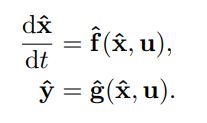 dx̂/dt = f̂(x̂, u),
ŷ = ĝ(x̂, u).